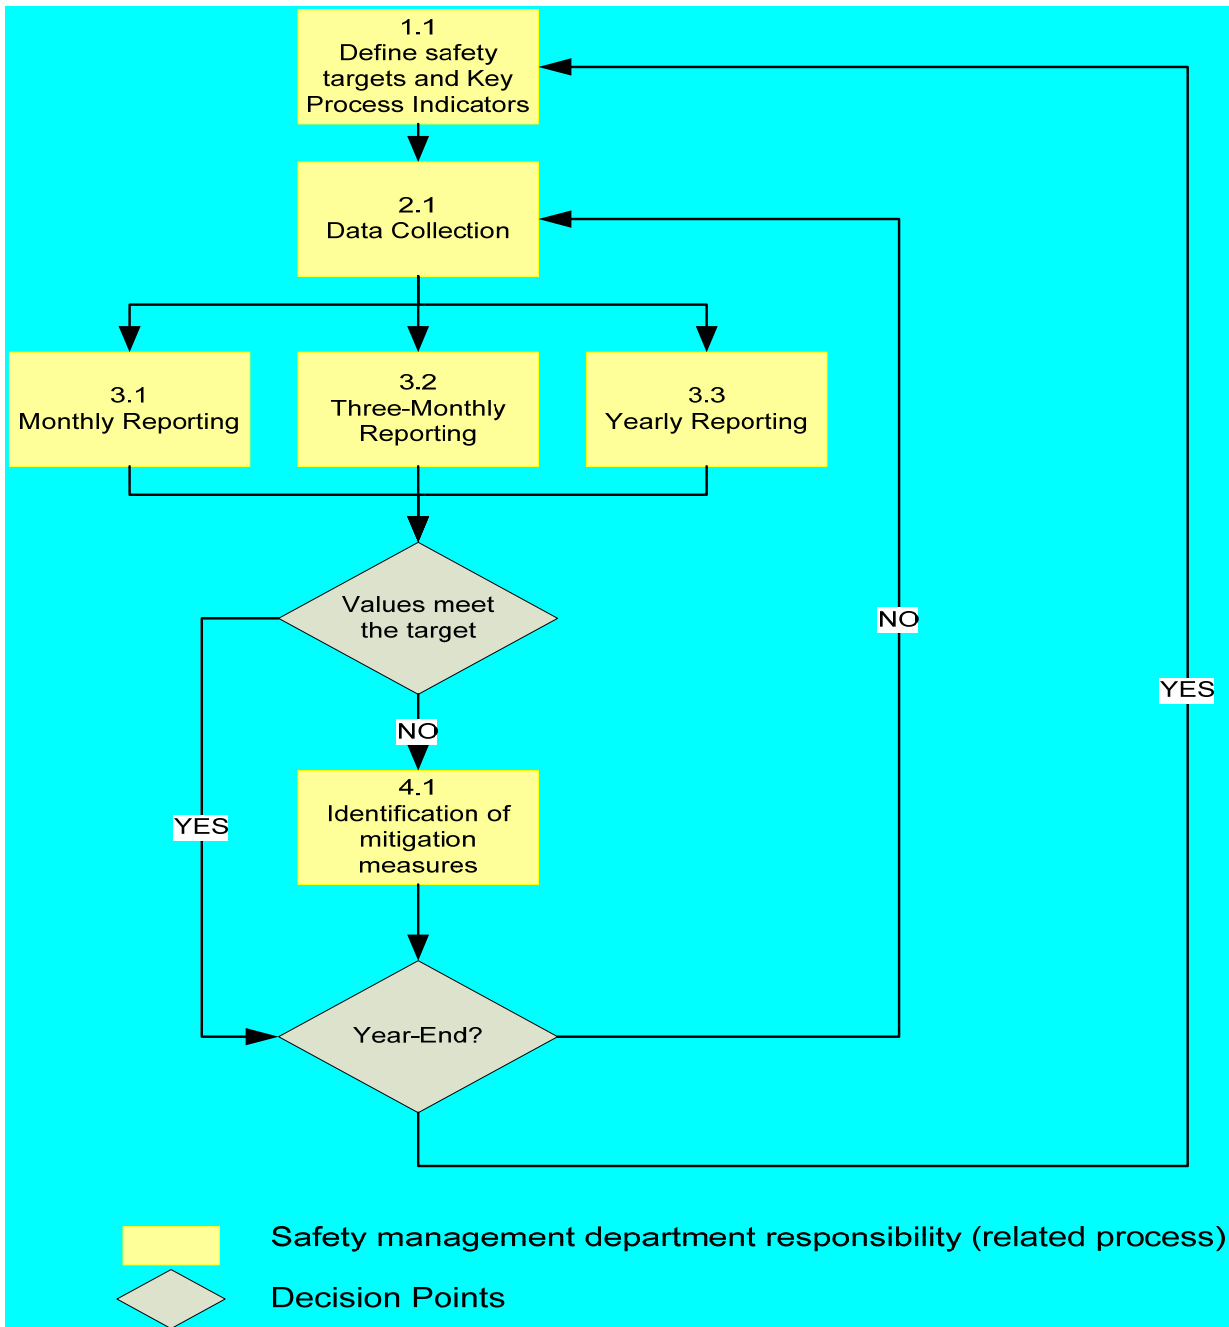 1.1
Define safety
targets and Key
Process Indicators
2.1
Data Collection
3.1
Monthly Reporting
3.2
Three-Monthly
Reporting
3.3
Yearly Reporting
Values meet
the target
NO
YES
NO
4.1
Identification of
mitigation
measures
YES
Year-End?
Safety management department responsibility (related process)
Decision Points